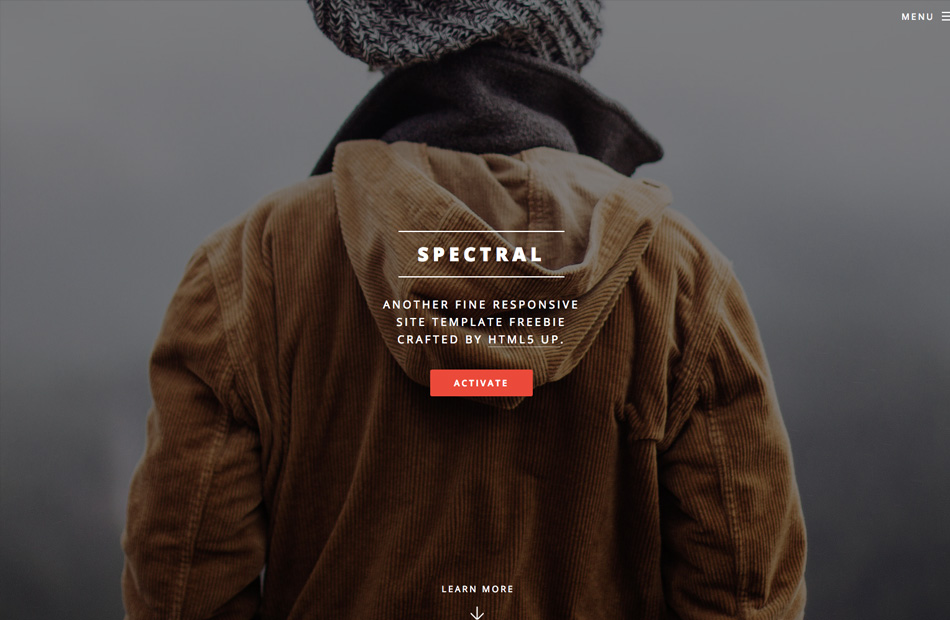 MENU
SPECTRAL
ANOTHER FINE RESPONSIVE
SITE TEMPLATE FREEBIE
CRAFTED BY HTML5 UP.
ACTIVATE
LEARN MORE